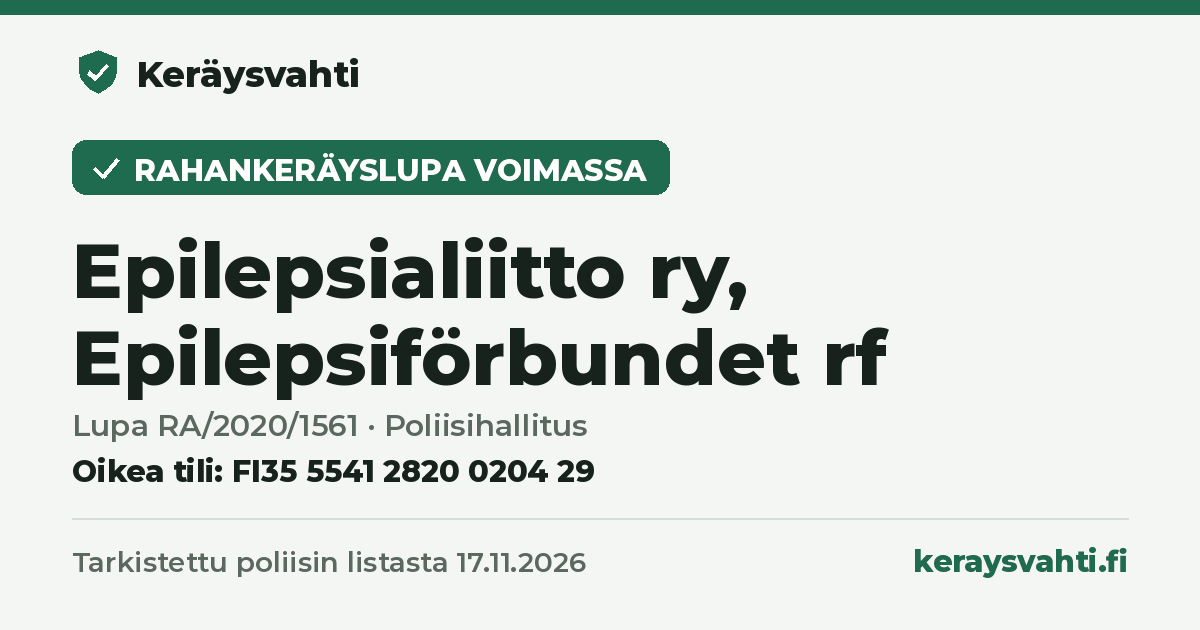 Keräysvahti
RAHANKERÄYSLUPA VOIMASSA
Epilepsialiitto ry,
Epilepsiförbundet rf
Lupa RA/2020/1561 · Poliisihallitus
Oikea tili: FI35 5541 2820 0204 29
Tarkistettu poliisin listasta 17.11.2026
keraysvahti.fi